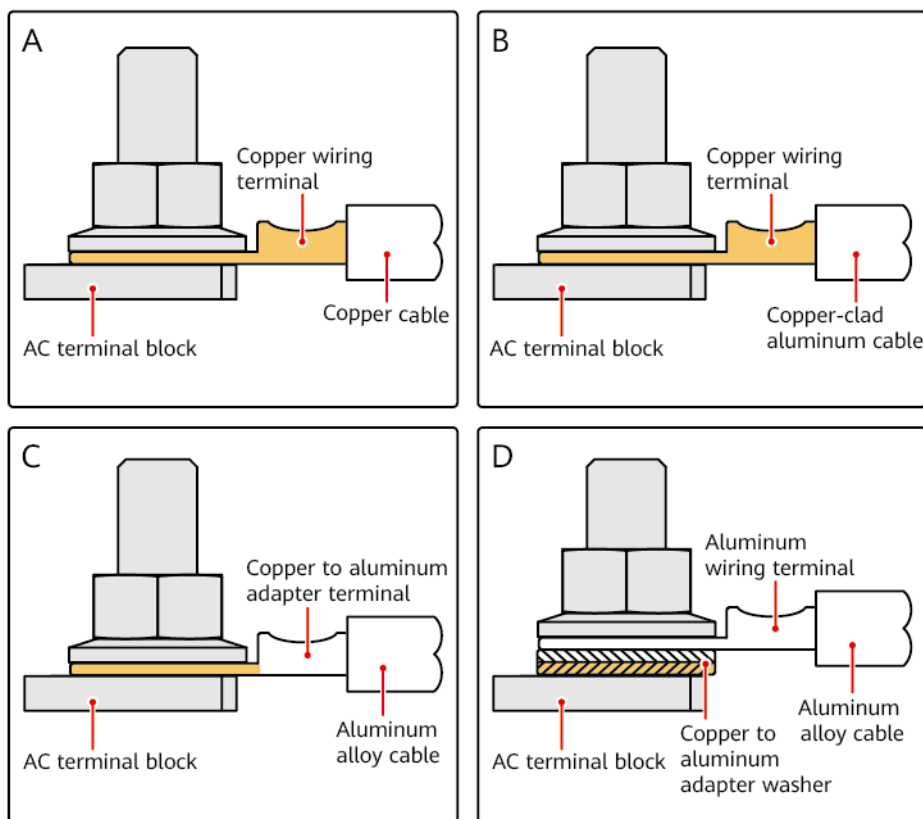 A
Copper wiring
terminal
Copper cable
AC terminal block
B
Copper wiring
terminal
Copper-clad
aluminum cable
AC terminal block
C
Copper to aluminum
adapter terminal
Aluminum
alloy cable
AC terminal block
D
Aluminum
wiring terminal
Aluminum
alloy cable
Copper to
aluminum
adapter washer
AC terminal block